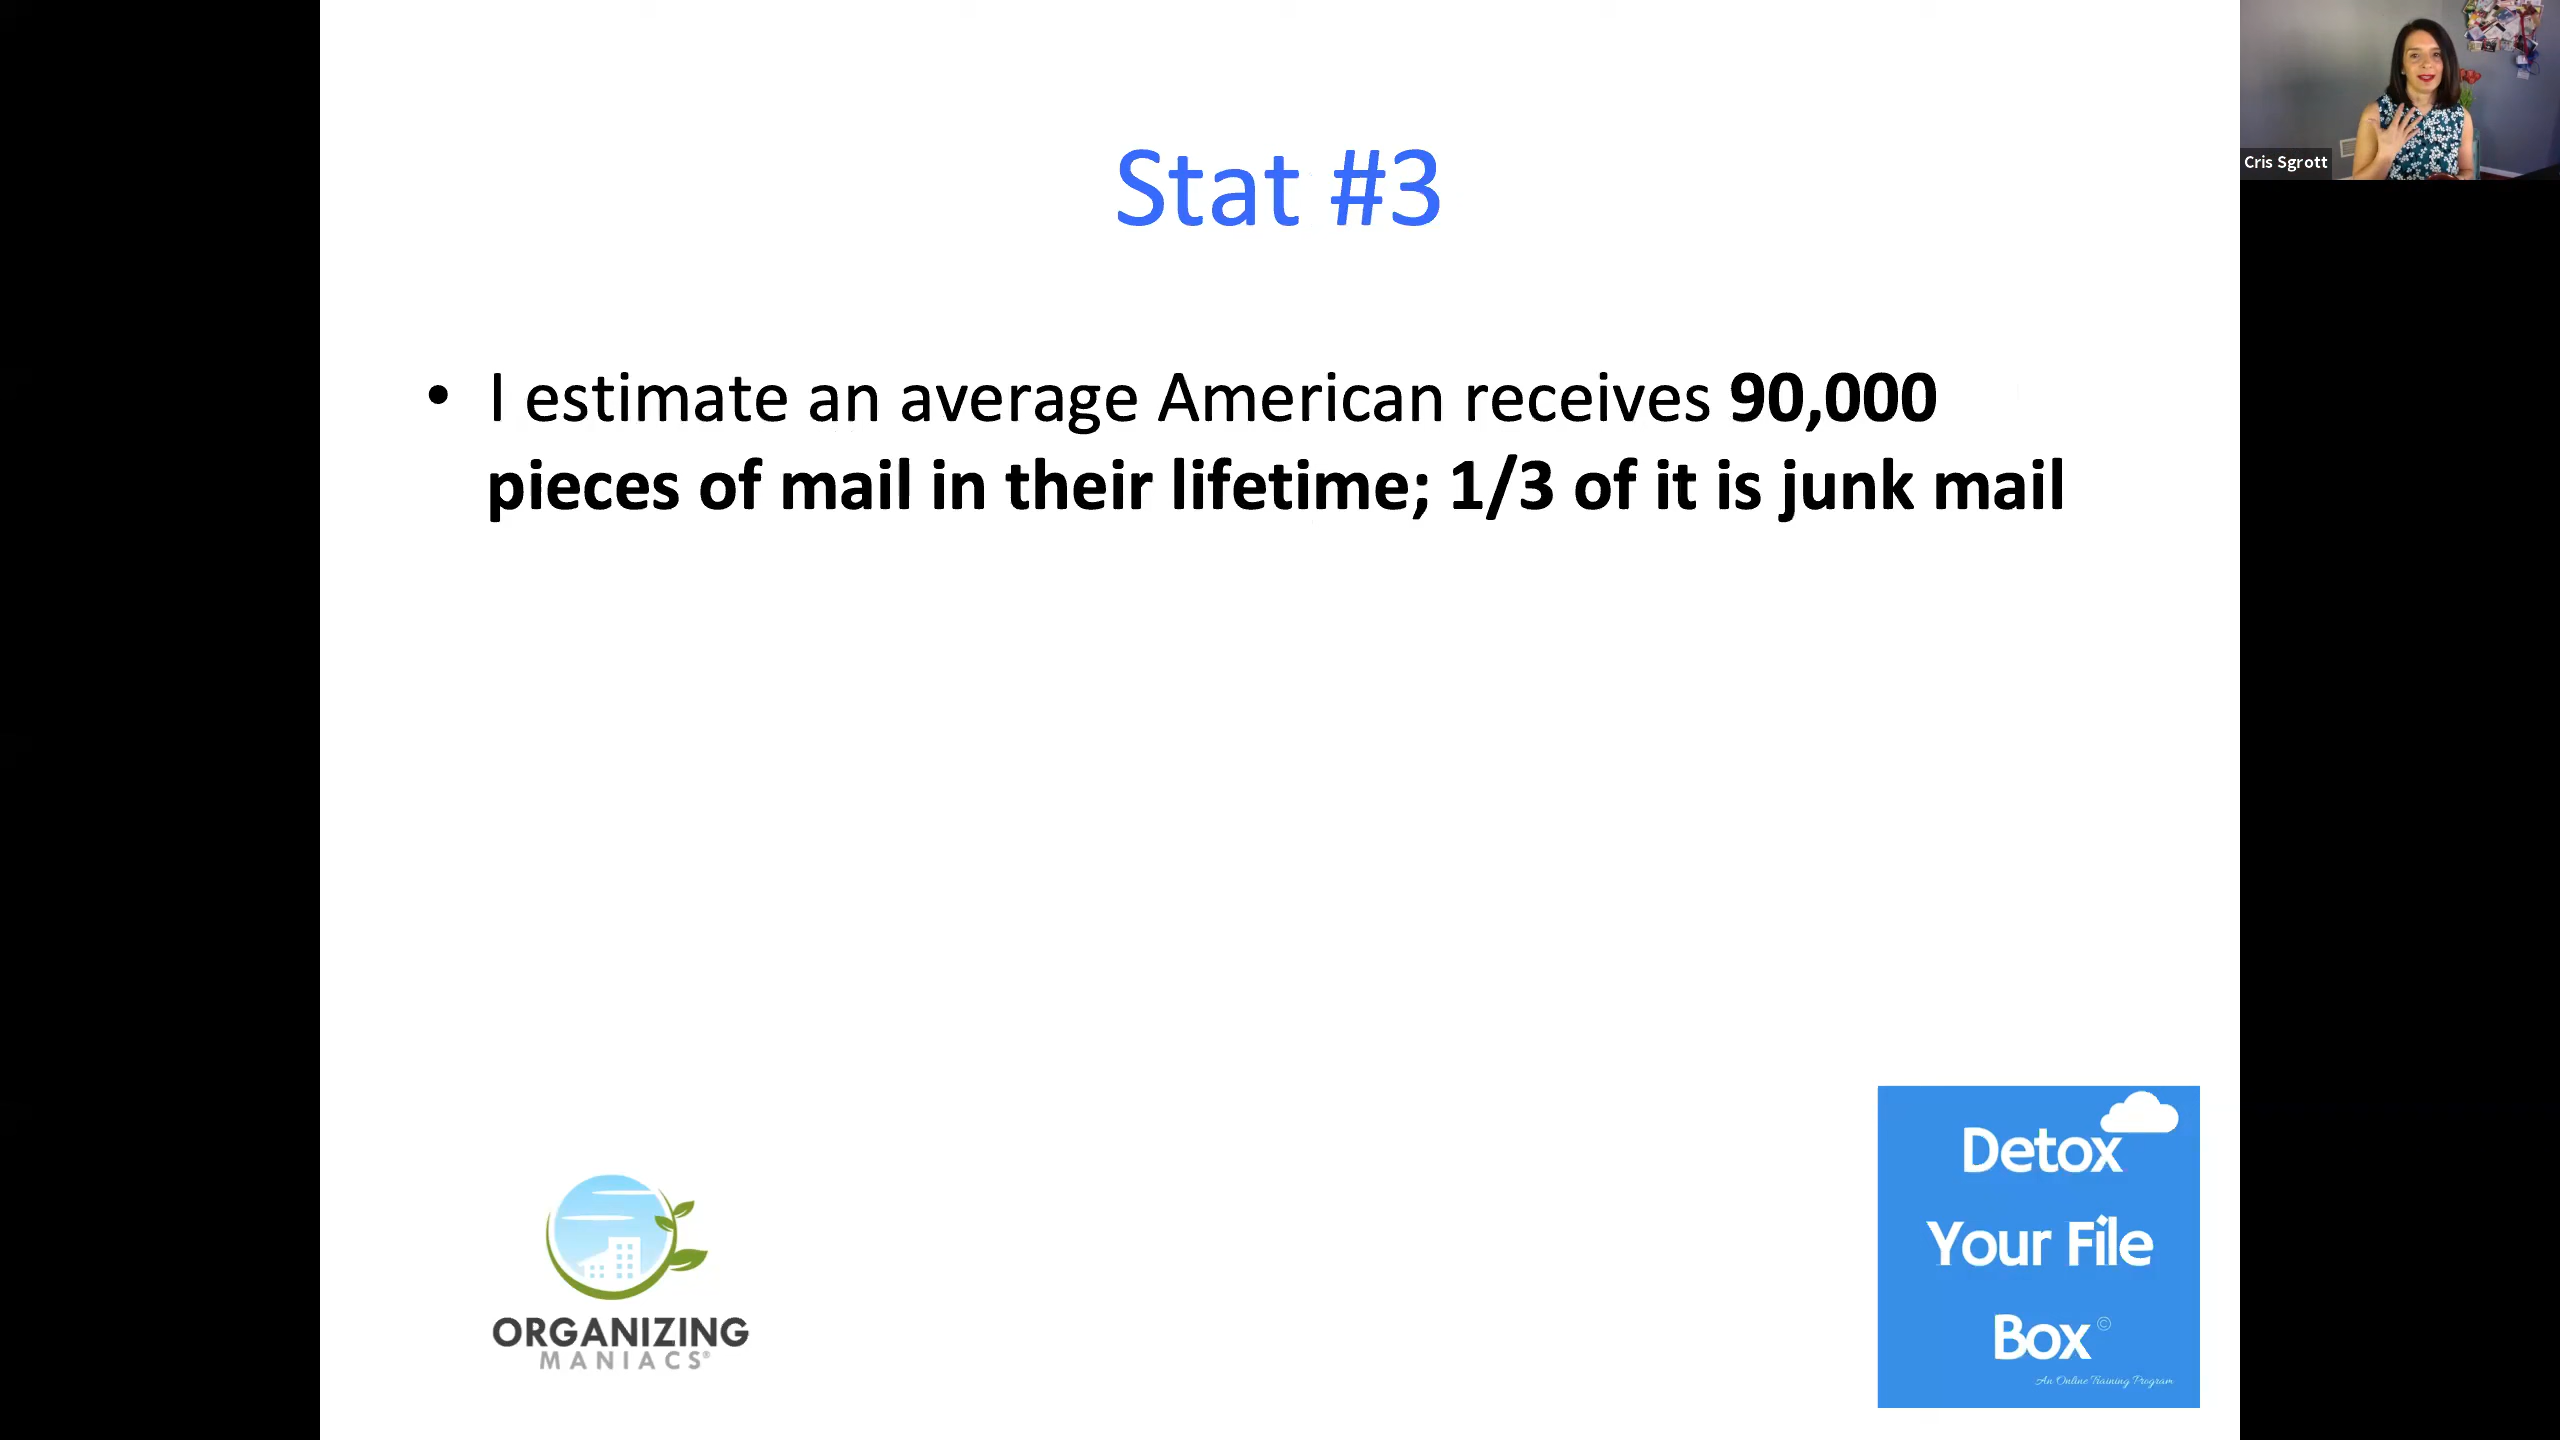 Stat #3
Cris Sgrott
• I estimate an average American receives 90,000
pieces of mail in their lifetime; 1/3 of it is junk mail
Detox
Your File
Box©
An Online Training Program
ORGANIZING
MANIACS®